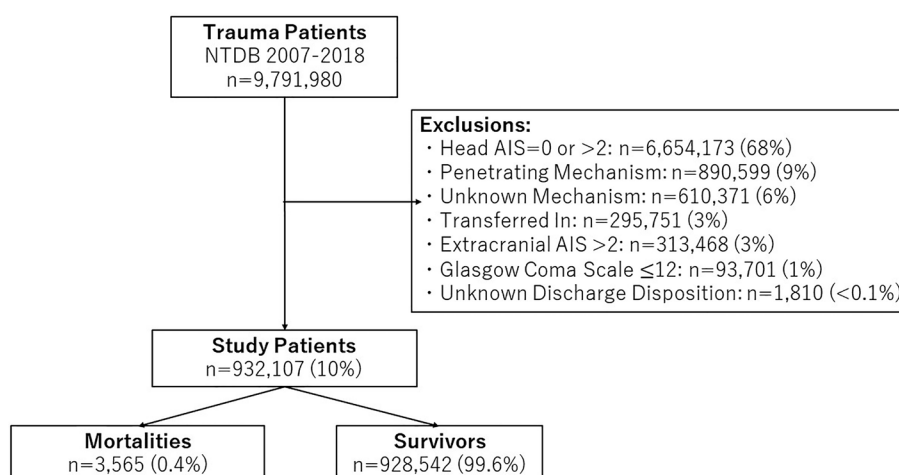 Trauma Patients
NTDB 2007-2018
n=9,791,980
Exclusions:
・Head AIS=0 or >2: n=6,654,173 (68%)
・Penetrating Mechanism: n=890,599 (9%)
・Unknown Mechanism: n=610,371 (6%)
・Transferred In: n=295,751 (3%)
・Extracranial AIS >2: n=313,468 (3%)
・Glasgow Coma Scale ≤12: n=93,701 (1%)
・Unknown Discharge Disposition: n=1,810 (<0.1%)
Study Patients
n=932,107 (10%)
Mortalities
n=3,565 (0.4%)
Survivors
n=928,542 (99.6%)